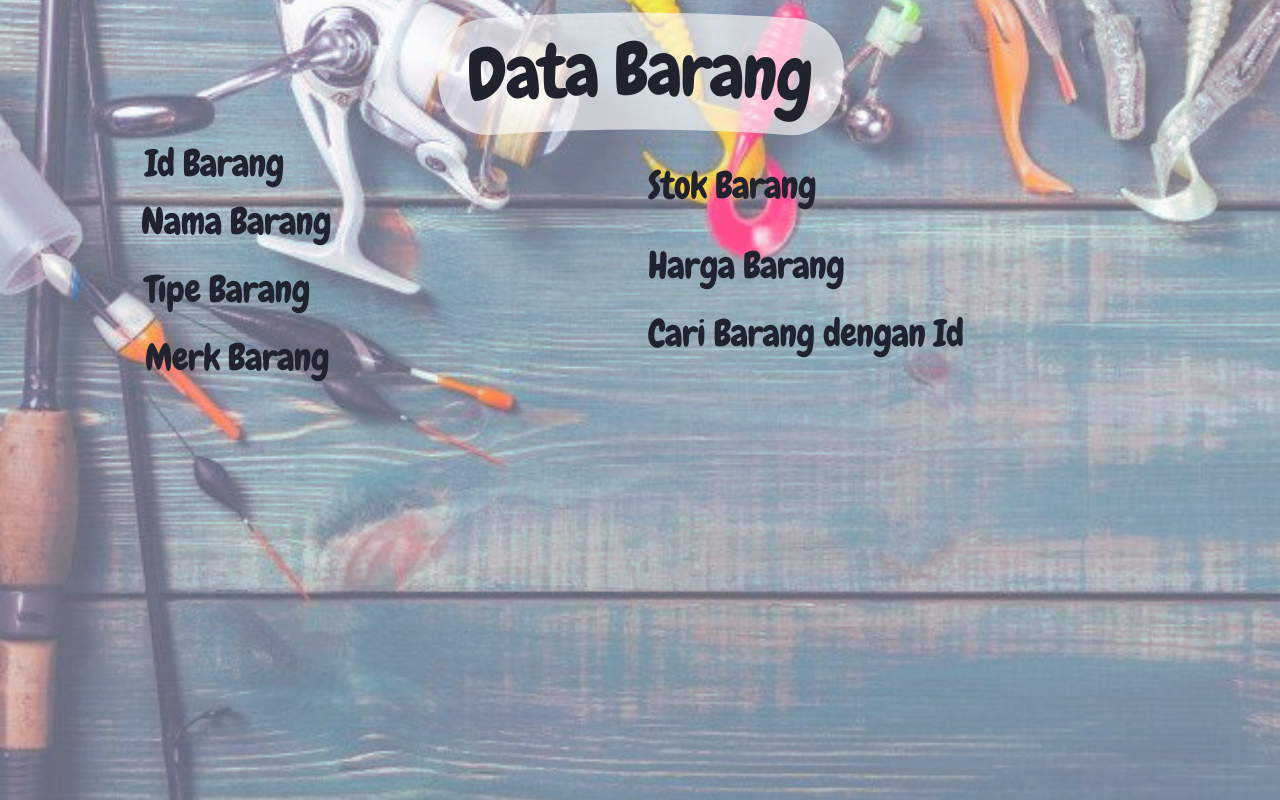 Data Barang
Id Barang
Nama Barang
Tipe Barang
Merk Barang
Stok Barang
Harga Barang
Cari Barang dengan Id